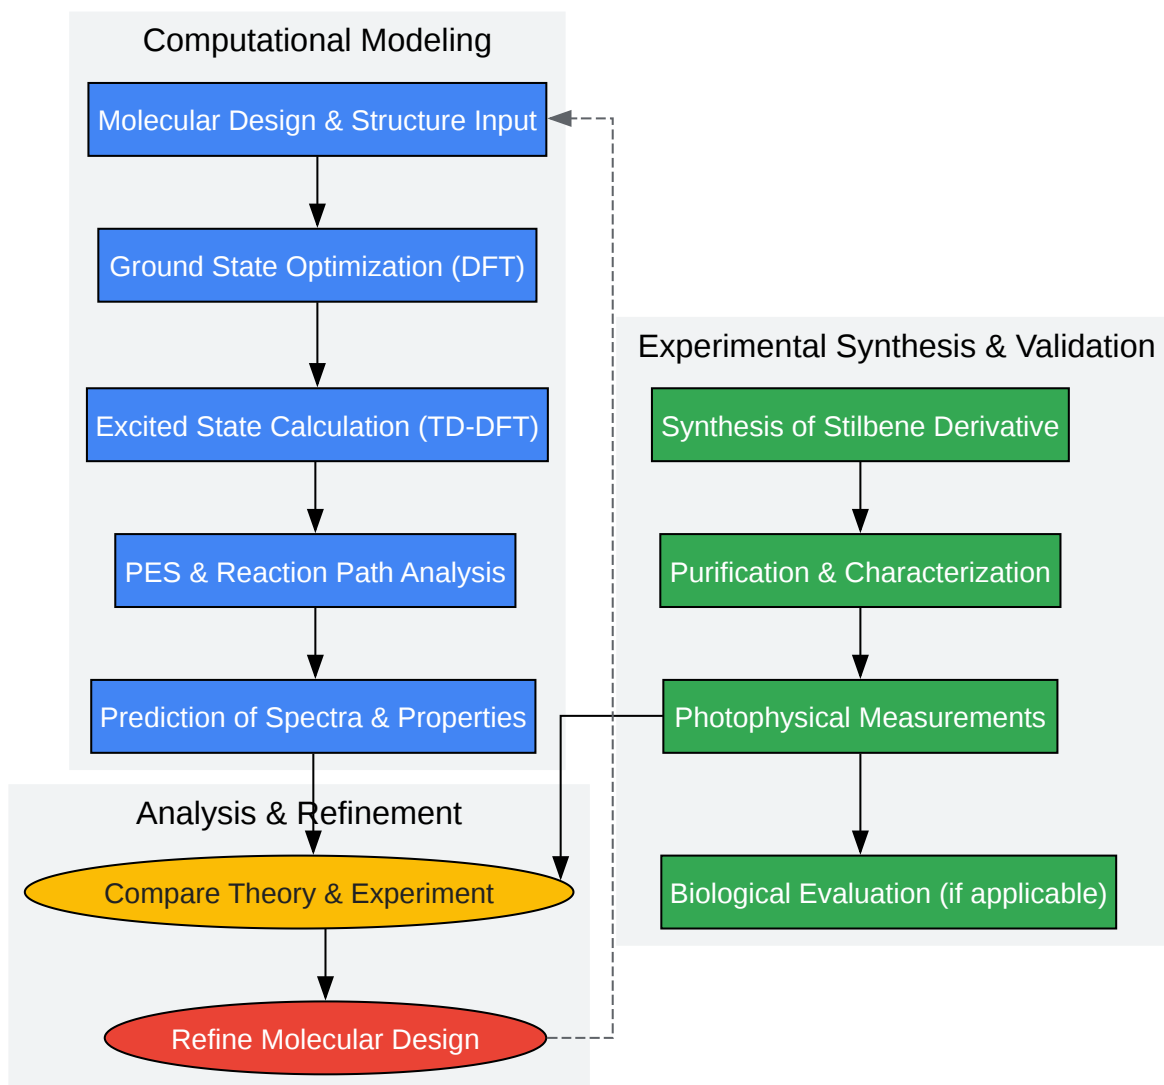 Computational Modeling
Molecular Design & Structure Input
Ground State Optimization (DFT)
Excited State Calculation (TD-DFT)
PES & Reaction Path Analysis
Prediction of Spectra & Properties
Experimental Synthesis & Validation
Synthesis of Stilbene Derivative
Purification & Characterization
Photophysical Measurements
Biological Evaluation (if applicable)
Analysis & Refinement
Compare Theory & Experiment
Refine Molecular Design